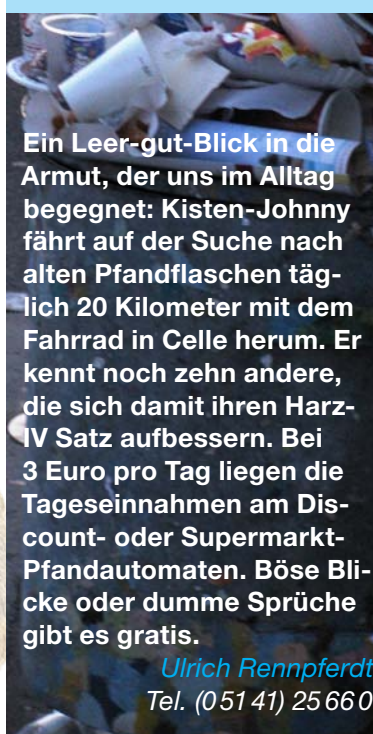 Ein Leer-gut-Blick in die
Armut, der uns im Alltag
begegnet: Kisten-Johnny
fährt auf der Suche nach
alten Pfandflaschen täg-
lich 20 Kilometer mit dem
Fahrrad in Celle herum. Er
kennt noch zehn andere,
die sich damit ihren Harz-
IV Satz aufbessern. Bei
3 Euro pro Tag liegen die
Tageseinnahmen am Dis-
count- oder Supermarkt-
Pfandautomaten. Böse Bli-
cke oder dumme Sprüche
gibt es gratis.
Ulrich Rennpferdt
Tel. (0 51 41) 25 66 0